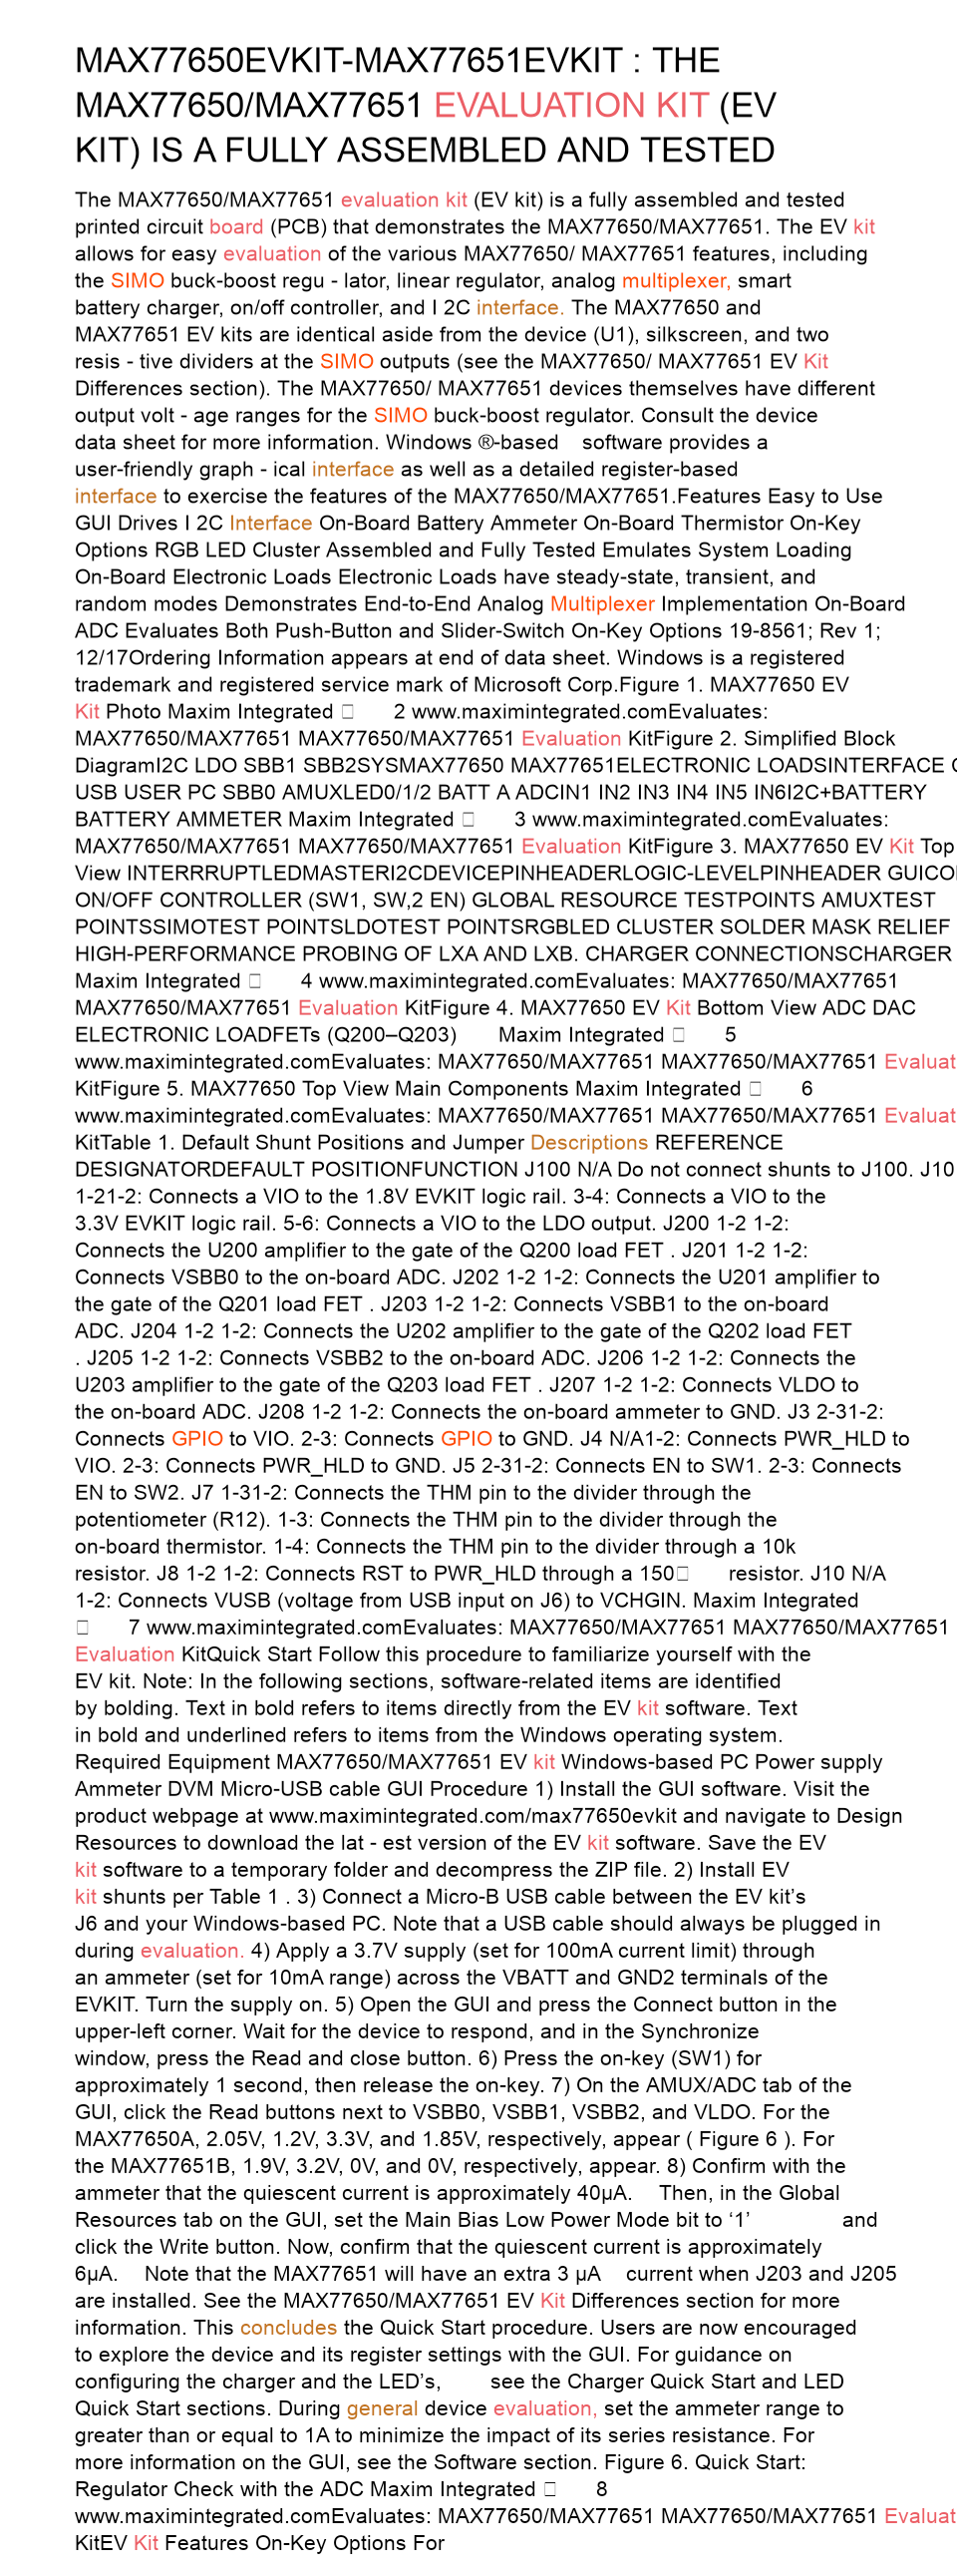 MAX77650EVKIT-MAX77651EVKIT : THE
MAX77650/MAX77651 EVALUATION KIT (EV
KIT) IS A FULLY ASSEMBLED AND TESTED
The MAX77650/MAX77651 evaluation kit (EV kit) is a fully assembled and tested
printed circuit board (PCB) that demonstrates the MAX77650/MAX77651. The EV kit
allows for easy evaluation of the various MAX77650/ MAX77651 features, including
the SIMO buck-boost regu - lator, linear regulator, analog multiplexer, smart
battery charger, on/off controller, and I 2C interface. The MAX77650 and
MAX77651 EV kits are identical aside from the device (U1), silkscreen, and two
resis - tive dividers at the SIMO outputs (see the MAX77650/ MAX77651 EV Kit
Differences section). The MAX77650/ MAX77651 devices themselves have different
output volt - age ranges for the SIMO buck-boost regulator. Consult the device
data sheet for more information. Windows ®-based software provides a
user-friendly graph - ical interface as well as a detailed register-based
interface to exercise the features of the MAX77650/MAX77651.Features Easy to Use
GUI Drives I 2C Interface On-Board Battery Ammeter On-Board Thermistor On-Key
Options RGB LED Cluster Assembled and Fully Tested Emulates System Loading
On-Board Electronic Loads Electronic Loads have steady-state, transient, and
random modes Demonstrates End-to-End Analog Multiplexer Implementation On-Board
ADC Evaluates Both Push-Button and Slider-Switch On-Key Options 19-8561; Rev 1;
12/17Ordering Information appears at end of data sheet. Windows is a registered
trademark and registered service mark of Microsoft Corp.Figure 1. MAX77650 EV
Kit Photo Maxim Integrated 2 www.maximintegrated.comEvaluates:
MAX77650/MAX77651 MAX77650/MAX77651 Evaluation KitFigure 2. Simplified Block
DiagramI2C LDO SBB1 SBB2SYSMAX77650 MAX77651ELECTRONIC LOADSINTERFACE
USB USER PC SBB0 AMUXLED0/1/2 BATT A ADCIN1 IN2 IN3 IN4 IN5 IN6I2C+BATTERY
BATTERY AMMETER Maxim Integrated 3 www.maximintegrated.comEvaluates:
MAX77650/MAX77651 MAX77650/MAX77651 Evaluation KitFigure 3. MAX77650 EV Kit Top
View INTERRRUPTLEDMASTERI2CDEVICEPINHEADERLOGIC-LEVELPINHEADER
ON/OFF CONTROLLER (SW1, SW,2 EN) GLOBAL RESOURCE TESTPOINTS AMUXTEST
POINTSSIMOTEST POINTSLDOTEST POINTSRGBLED CLUSTER SOLDER MASK RELIEF
HIGH-PERFORMANCE PROBING OF LXA AND LXB. CHARGER CONNECTIONSCHARGER
Maxim Integrated 4 www.maximintegrated.comEvaluates: MAX77650/MAX77651
MAX77650/MAX77651 Evaluation KitFigure 4. MAX77650 EV Kit Bottom View ADC DAC
ELECTRONIC LOADFETs (Q200–Q203) Maxim Integrated 5
www.maximintegrated.comEvaluates: MAX77650/MAX77651 MAX77650/MAX77651 Evaluat
KitFigure 5. MAX77650 Top View Main Components Maxim Integrated 6
www.maximintegrated.comEvaluates: MAX77650/MAX77651 MAX77650/MAX77651 Evaluat
KitTable 1. Default Shunt Positions and Jumper Descriptions REFERENCE
DESIGNATORDEFAULT POSITIONFUNCTION J100 N/A Do not connect shunts to J100. J10
1-21-2: Connects a VIO to the 1.8V EVKIT logic rail. 3-4: Connects a VIO to the
3.3V EVKIT logic rail. 5-6: Connects a VIO to the LDO output. J200 1-2 1-2:
Connects the U200 amplifier to the gate of the Q200 load FET . J201 1-2 1-2:
Connects VSBB0 to the on-board ADC. J202 1-2 1-2: Connects the U201 amplifier to
the gate of the Q201 load FET . J203 1-2 1-2: Connects VSBB1 to the on-board
ADC. J204 1-2 1-2: Connects the U202 amplifier to the gate of the Q202 load FET
. J205 1-2 1-2: Connects VSBB2 to the on-board ADC. J206 1-2 1-2: Connects the
U203 amplifier to the gate of the Q203 load FET . J207 1-2 1-2: Connects VLDO to
the on-board ADC. J208 1-2 1-2: Connects the on-board ammeter to GND. J3 2-31-2:
Connects GPIO to VIO. 2-3: Connects GPIO to GND. J4 N/A1-2: Connects PWR_HLD to
VIO. 2-3: Connects PWR_HLD to GND. J5 2-31-2: Connects EN to SW1. 2-3: Connects
EN to SW2. J7 1-31-2: Connects the THM pin to the divider through the
potentiometer (R12). 1-3: Connects the THM pin to the divider through the
on-board thermistor. 1-4: Connects the THM pin to the divider through a 10k
resistor. J8 1-2 1-2: Connects RST to PWR_HLD through a 150 resistor. J10 N/A
1-2: Connects VUSB (voltage from USB input on J6) to VCHGIN. Maxim Integrated
7 www.maximintegrated.comEvaluates: MAX77650/MAX77651 MAX77650/MAX77651
Evaluation KitQuick Start Follow this procedure to familiarize yourself with the
EV kit. Note: In the following sections, software-related items are identified
by bolding. Text in bold refers to items directly from the EV kit software. Text
in bold and underlined refers to items from the Windows operating system.
Required Equipment MAX77650/MAX77651 EV kit Windows-based PC Power supply
Ammeter DVM Micro-USB cable GUI Procedure 1) Install the GUI software. Visit the
product webpage at www.maximintegrated.com/max77650evkit and navigate to Design
Resources to download the lat - est version of the EV kit software. Save the EV
kit software to a temporary folder and decompress the ZIP file. 2) Install EV
kit shunts per Table 1 . 3) Connect a Micro-B USB cable between the EV kit’s
J6 and your Windows-based PC. Note that a USB cable should always be plugged in
during evaluation. 4) Apply a 3.7V supply (set for 100mA current limit) through
an ammeter (set for 10mA range) across the VBATT and GND2 terminals of the
EVKIT. Turn the supply on. 5) Open the GUI and press the Connect button in the
upper-left corner. Wait for the device to respond, and in the Synchronize
window, press the Read and close button. 6) Press the on-key (SW1) for
approximately 1 second, then release the on-key. 7) On the AMUX/ADC tab of the
GUI, click the Read buttons next to VSBB0, VSBB1, VSBB2, and VLDO. For the
MAX77650A, 2.05V, 1.2V, 3.3V, and 1.85V, respectively, appear ( Figure 6 ). For
the MAX77651B, 1.9V, 3.2V, 0V, and 0V, respectively, appear. 8) Confirm with the
ammeter that the quiescent current is approximately 40µA. Then, in the Global
Resources tab on the GUI, set the Main Bias Low Power Mode bit to ‘1’ and
click the Write button. Now, confirm that the quiescent current is approximately
6µA. Note that the MAX77651 will have an extra 3 µA current when J203 and J205
are installed. See the MAX77650/MAX77651 EV Kit Differences section for more
information. This concludes the Quick Start procedure. Users are now encouraged
to explore the device and its register settings with the GUI. For guidance on
configuring the charger and the LED’s, see the Charger Quick Start and LED
Quick Start sections. During general device evaluation, set the ammeter range to
greater than or equal to 1A to minimize the impact of its series resistance. For
more information on the GUI, see the Software section. Figure 6. Quick Start:
Regulator Check with the ADC Maxim Integrated 8
www.maximintegrated.comEvaluates: MAX77650/MAX77651 MAX77650/MAX77651 Evaluat
KitEV Kit Features On-Key Options For